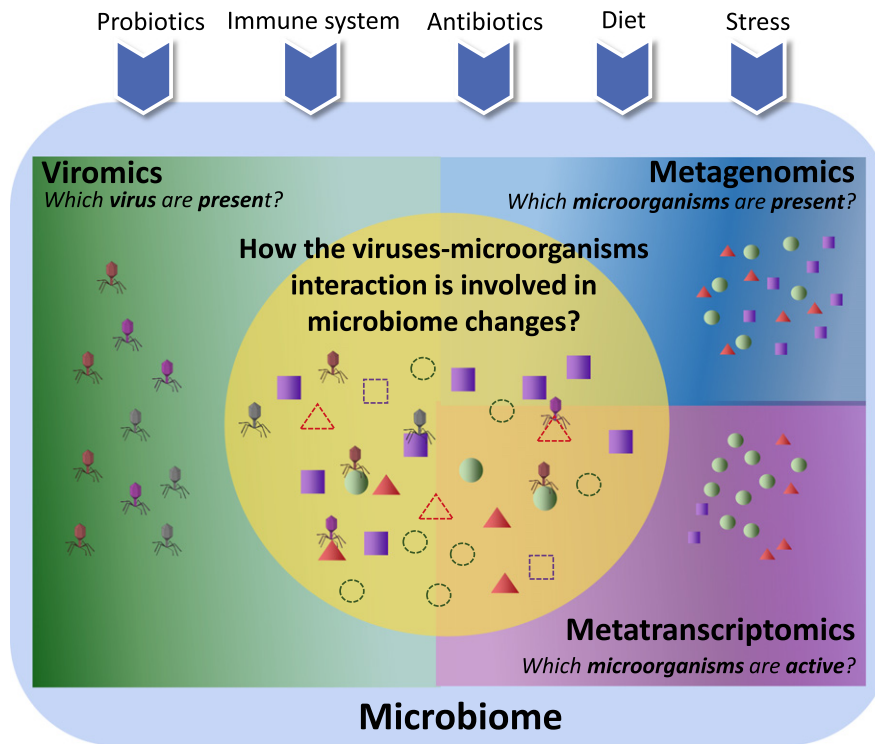 Probiotics
Immune system
Antibiotics
Diet
Stress
Viromics
Which virus are present?
Metagenomics
Which microorganisms are present?
How the viruses-microorganisms
interaction is involved in
microbiome changes?
Metatranscriptomics
Which microorganisms are active?
Microbiome